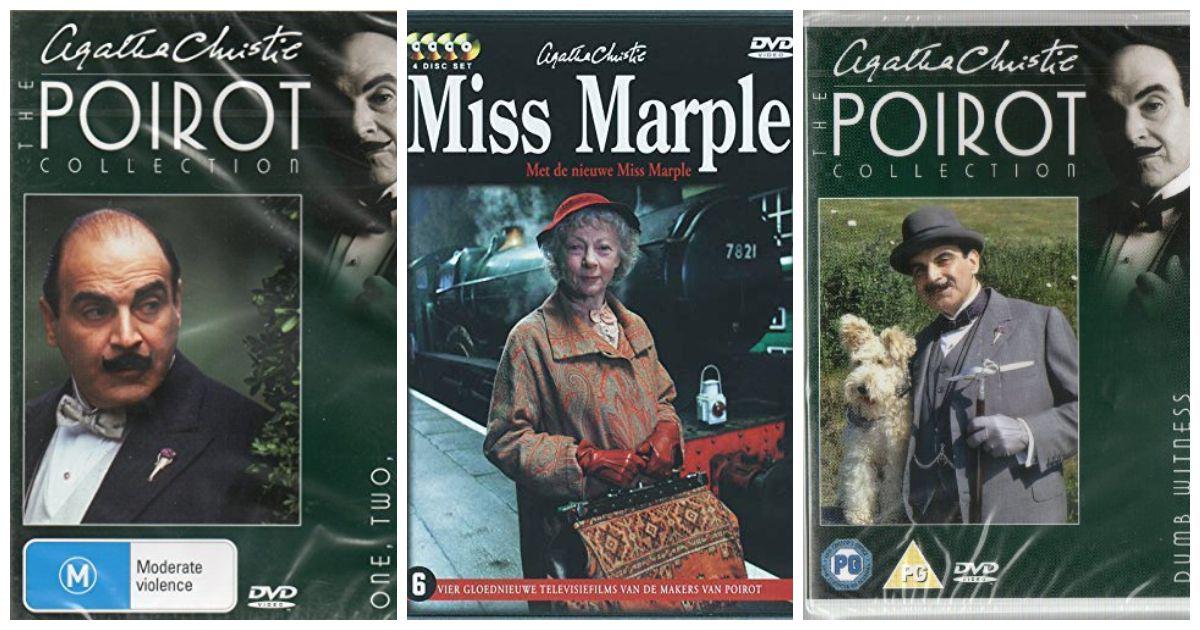 Agatha Christie
THE
POIROT
COLLECTION
M
Moderate
violence
DVD
VIDEO
ONE, TWO,
4 DISC SET
Agatha Christie
DVD
VIDEO
Miss Marple
Met de nieuwe Miss Marple
7821
6
VIER GLOEDNIEUWE TELEVISIEFILMS VAN DE MAKERS VAN POIROT
Agatha Christie
THE
POIROT
COLLECTION
PG
PG
DVD
VIDEO
DUMB WITNESS